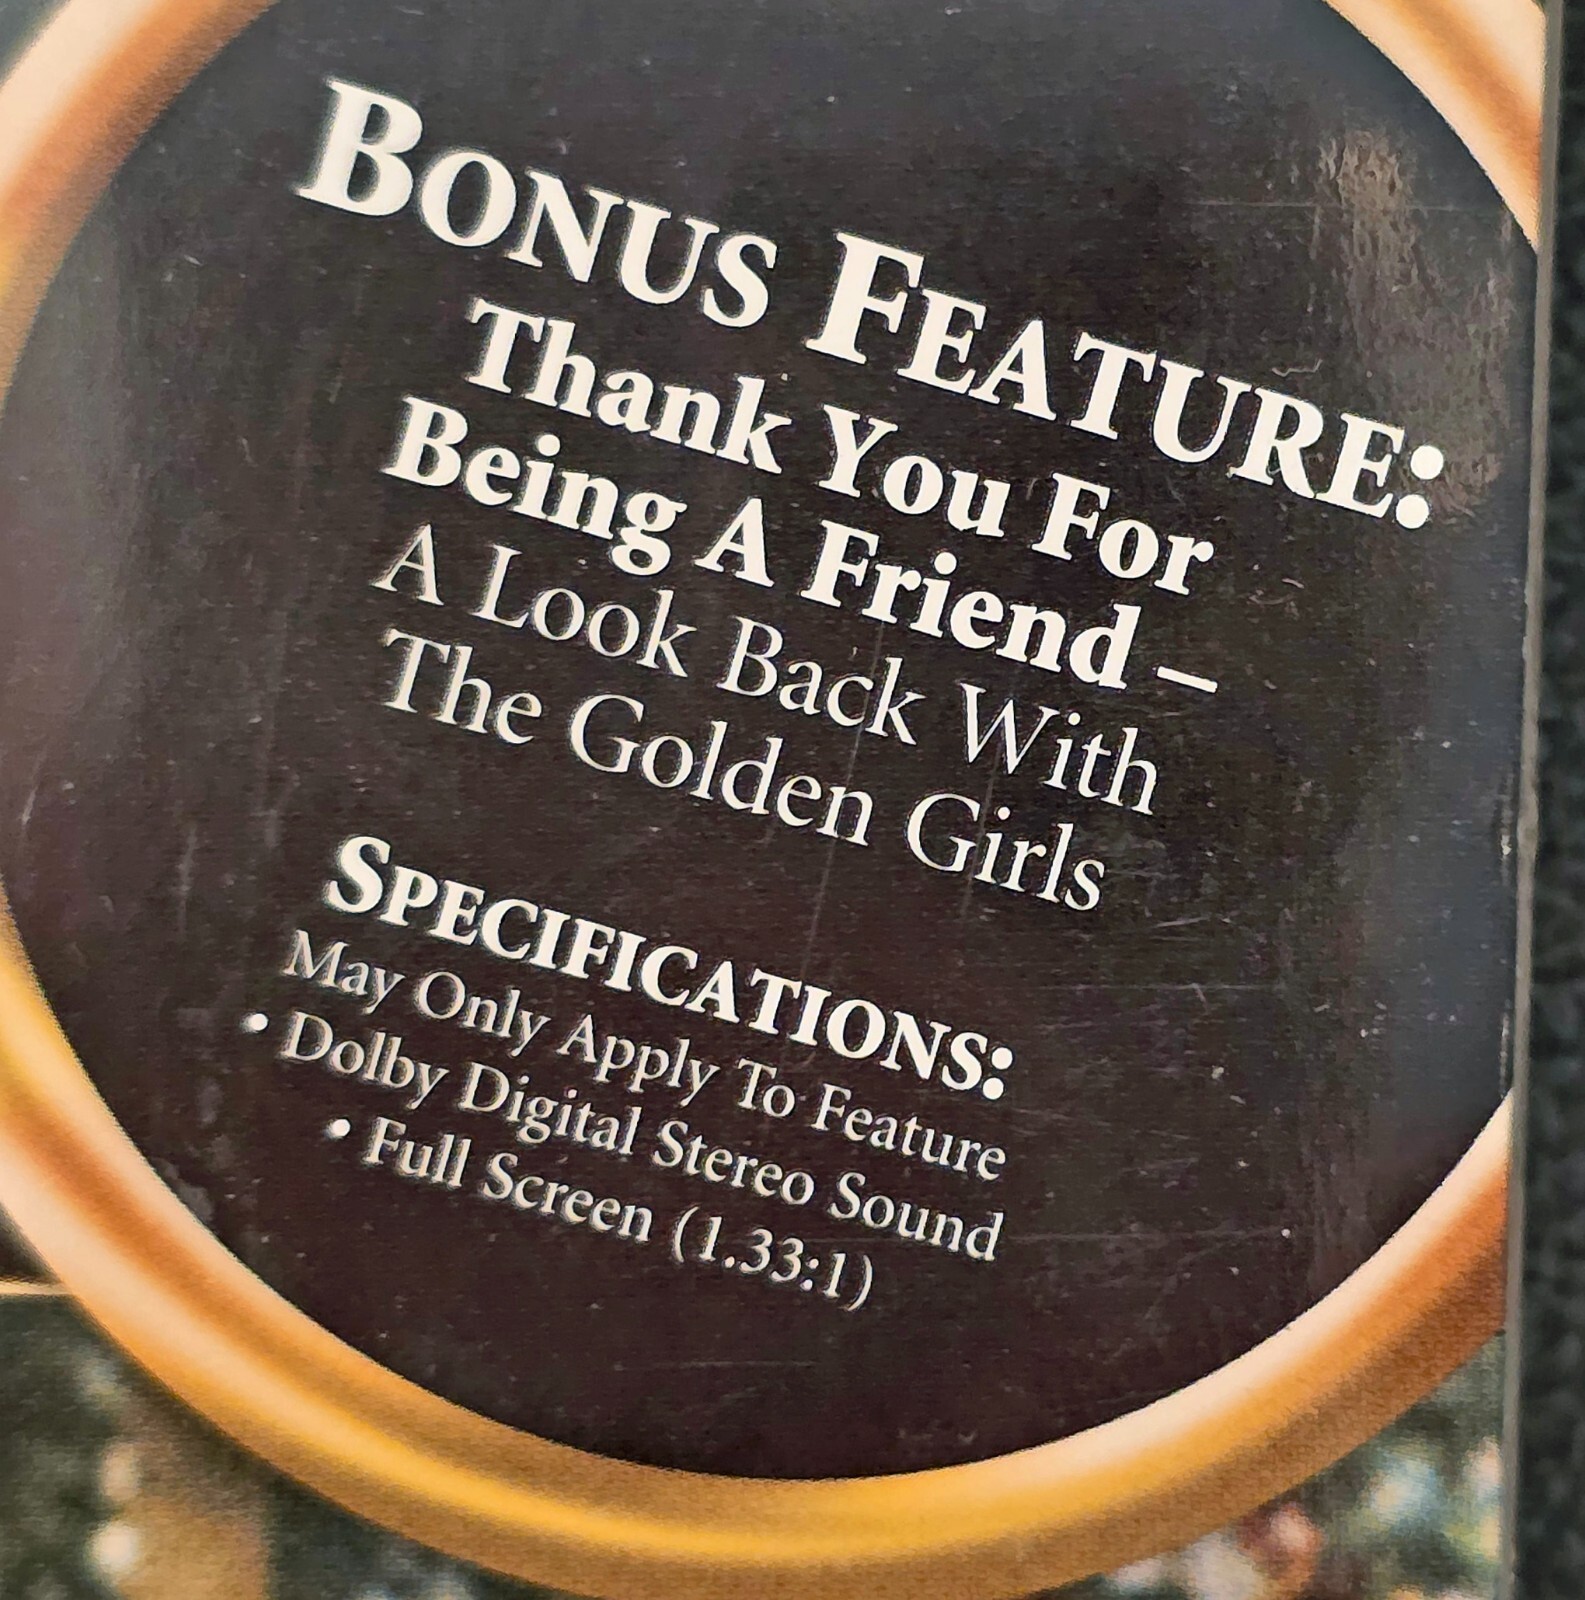 BONUS FEATURE:
Thank You For
Being A Friend –
A Look Back With
The Golden Girls
SPECIFICATIONS:
May Only Apply To Feature
• Dolby Digital Stereo Sound
• Full Screen (1.33:1)